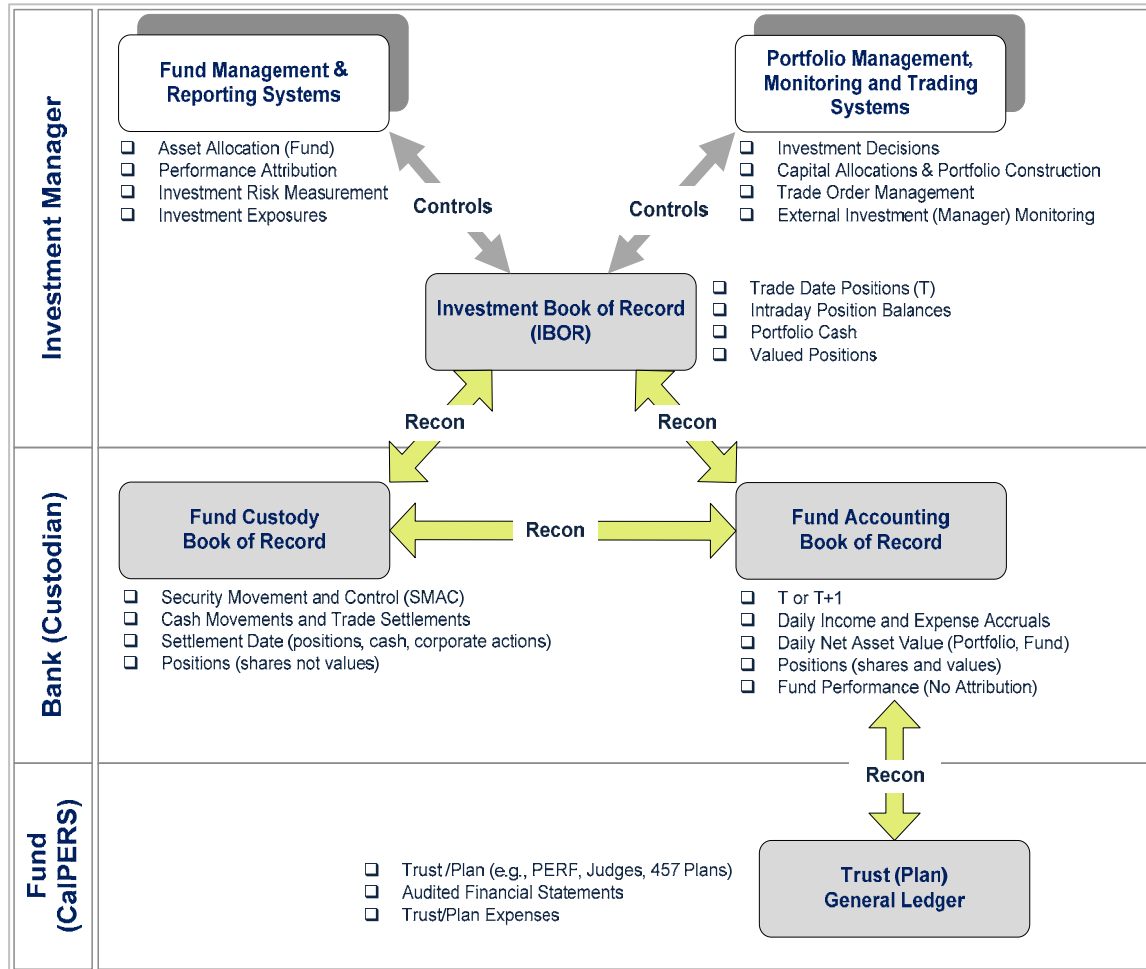 Investment Manager
Fund Management &
Reporting Systems
Asset Allocation (Fund)
Performance Attribution
Investment Risk Measurement
Investment Exposures
Portfolio Management,
Monitoring and Trading
Systems
Investment Decisions
Capital Allocations & Portfolio Construction
Trade Order Management
External Investment (Manager) Monitoring
Controls
Controls
Investment Book of Record
(IBOR)
Trade Date Positions (T)
Intraday Position Balances
Portfolio Cash
Valued Positions
Recon
Recon
Bank (Custodian)
Fund Custody
Book of Record
Recon
Fund Accounting
Book of Record
Security Movement and Control (SMAC)
Cash Movements and Trade Settlements
Settlement Date (positions, cash, corporate actions)
Positions (shares not values)
T or T+1
Daily Income and Expense Accruals
Daily Net Asset Value (Portfolio, Fund)
Positions (shares and values)
Fund Performance (No Attribution)
Recon
Fund
(CalPERS)
Trust /Plan (e.g., PERF, Judges, 457 Plans)
Audited Financial Statements
Trust/Plan Expenses
Trust (Plan)
General Ledger